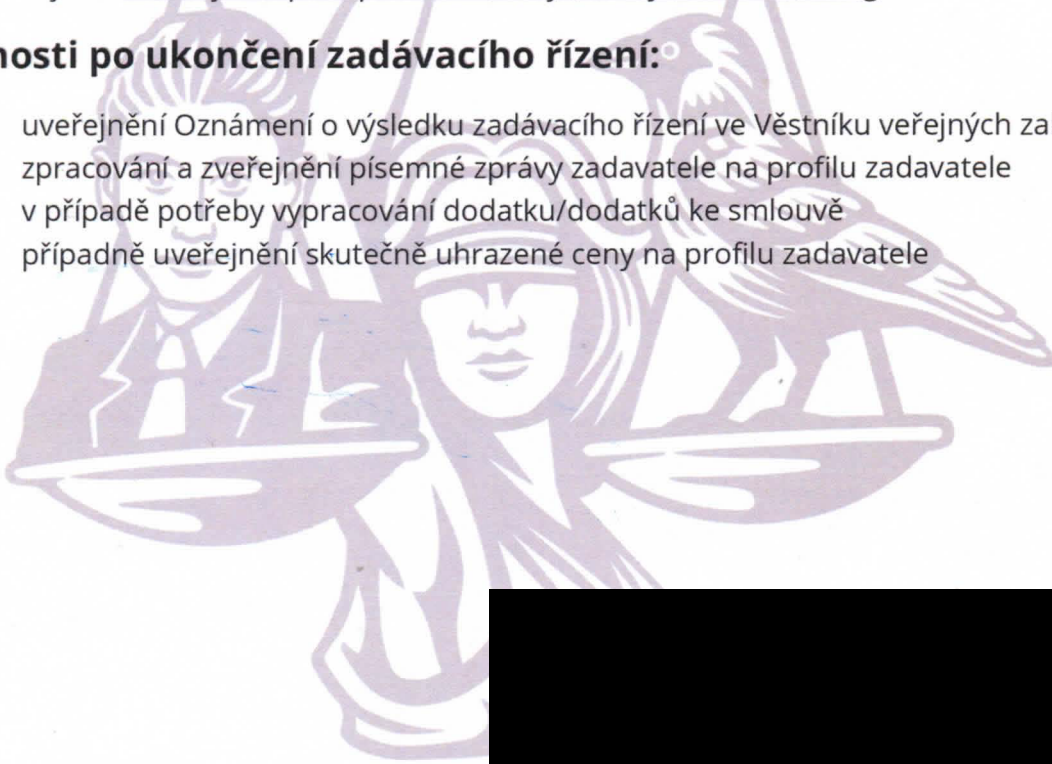 nosti po ukončení zadávacího řízení:
uveřejnění Oznámení o výsledku zadávacího řízení ve Věstníku veřejných za
zpracování a zveřejnění písemné zprávy zadavatele na profilu zadavatele
v případě potřeby vypracování dodatku/dodatků ke smlouvě
případně uveřejnění skutečně uhrazené ceny na profilu zadavatele